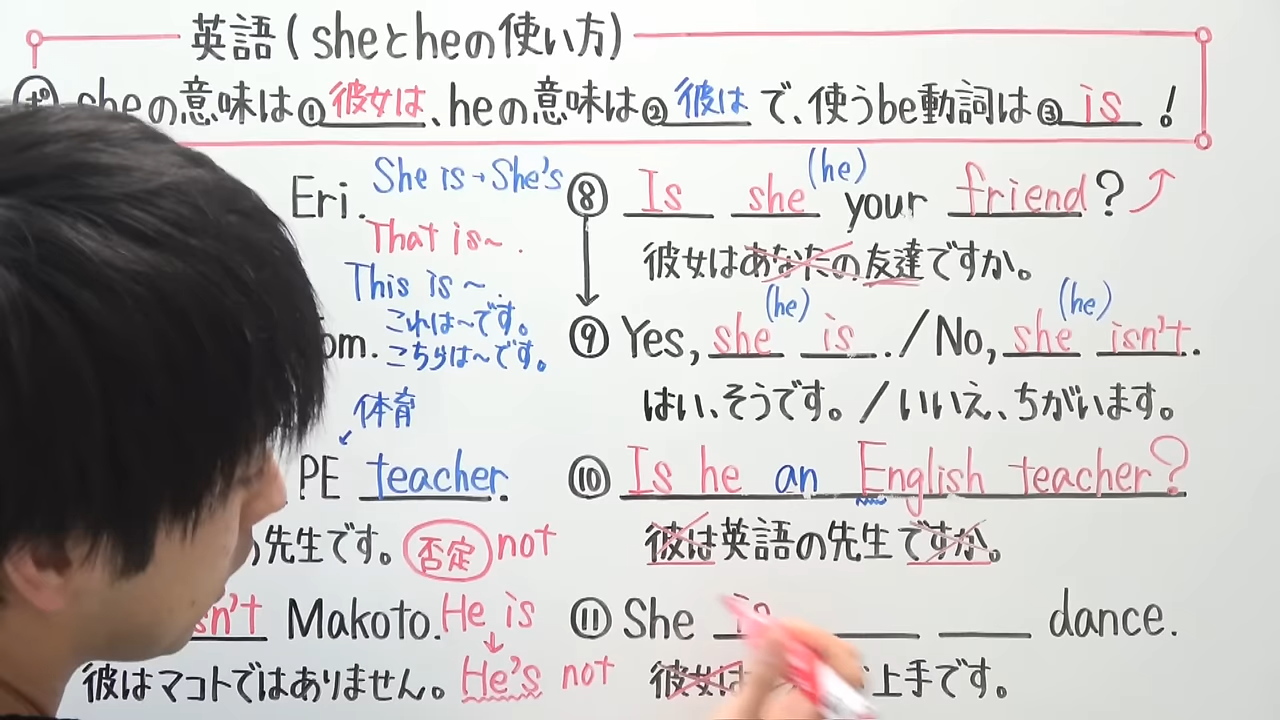 英語(sheとheの使い方)
sheの意味は①彼女は、heの意味は②彼はで、使うbe動詞は③is!
Eri.
She is→She's
That is~.
This is~.
これは~です。
こちらは~です。
om.
体育
PE teacher.
先生です。
否定 not
sn't Makoto.
He is
He's not
彼はマコトではありません。
⑧ Is she (he) your friend?
彼女はあなたの友達ですか。
⑨ Yes, she (he) is./No, she (he) isn't.
はい、そうです。/いいえ、ちがいます。
⑩ Is he an English teacher?
彼は英語の先生ですか。
⑪ She is dance.
彼女は 上手です。